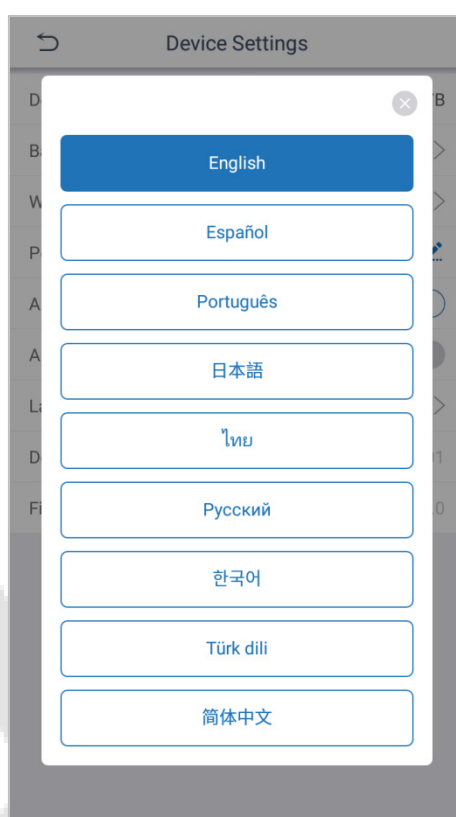 Device Settings
English
Español
Português
日本語
ไทย
Русский
한국어
Türk dili
简体中文